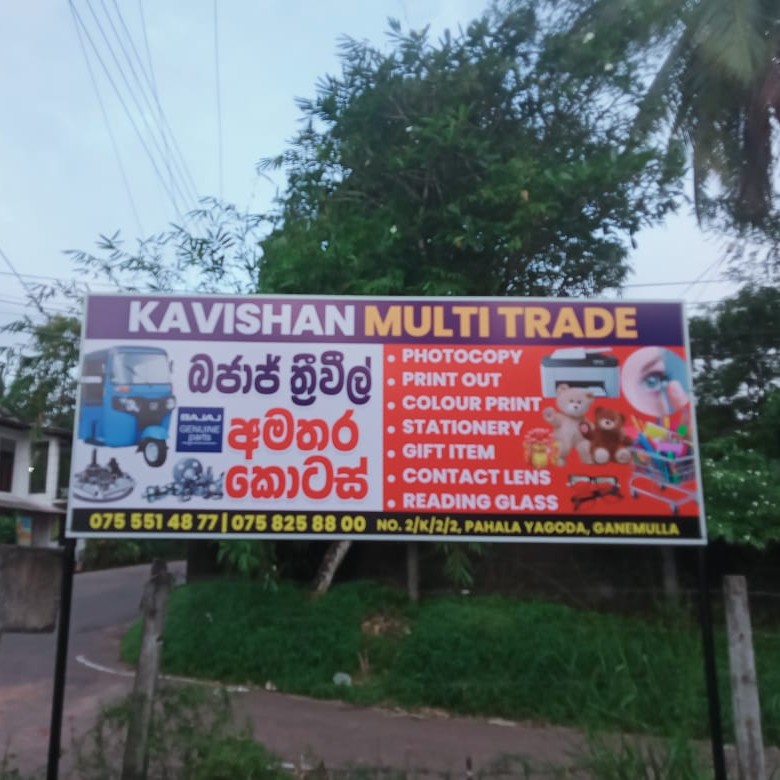 KAVISHAN MULTI TRADE
බජාජ් ත්‍රීවීල්
BAJAJ
GENUINE
parts
අමතර
කොටස්
• PHOTOCOPY
• PRINT OUT
• COLOUR PRINT
• STATIONERY
• GIFT ITEM
• CONTACT LENS
• READING GLASS
075 551 48 77 | 075 825 88 00 NO. 2/K/2/2, PAHALA YAGODA, GANEMULLA